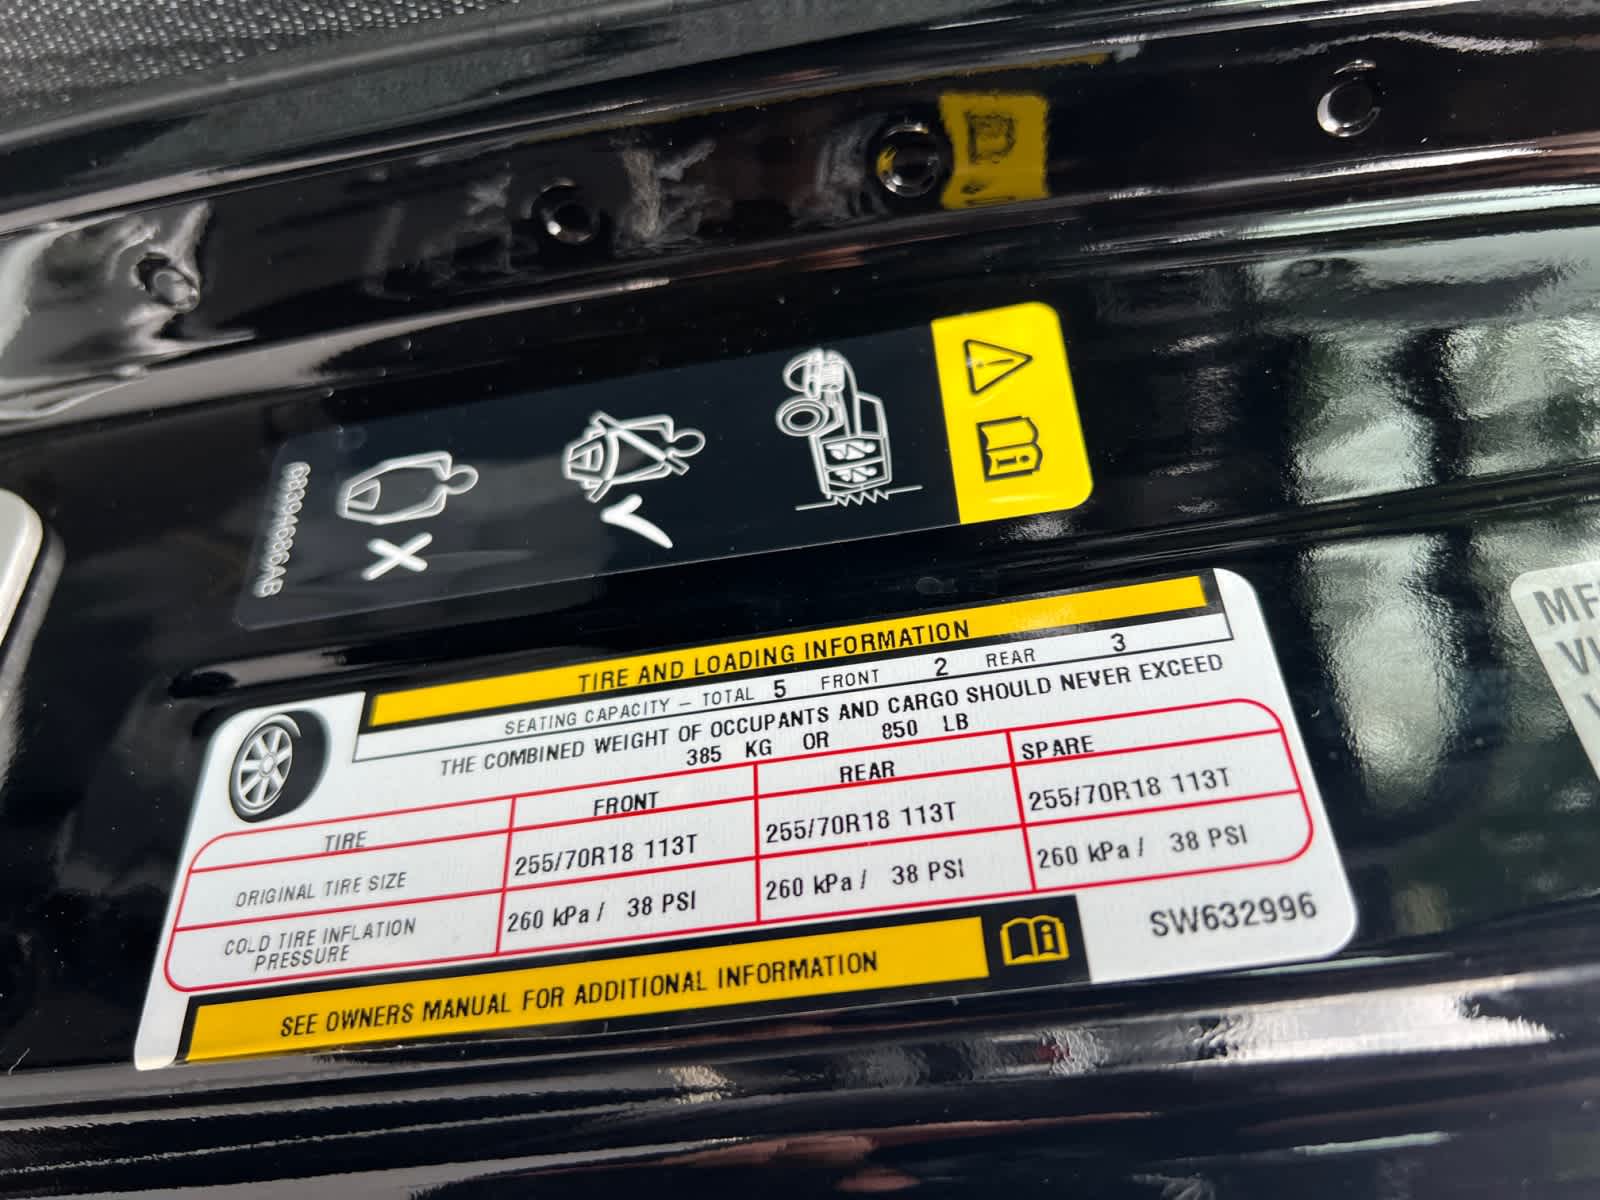 68394686AB
TIRE AND LOADING INFORMATION
SEATING CAPACITY – TOTAL 5 FRONT 2 REAR 3
THE COMBINED WEIGHT OF OCCUPANTS AND CARGO SHOULD NEVER EXCEED
385 KG OR 850 LB
TIRE FRONT REAR SPARE
ORIGINAL TIRE SIZE 255/70R18 113T 255/70R18 113T 255/70R18 113T
COLD TIRE INFLATION PRESSURE 260 kPa / 38 PSI 260 kPa / 38 PSI 260 kPa / 38 PSI
SEE OWNERS MANUAL FOR ADDITIONAL INFORMATION
SW632996